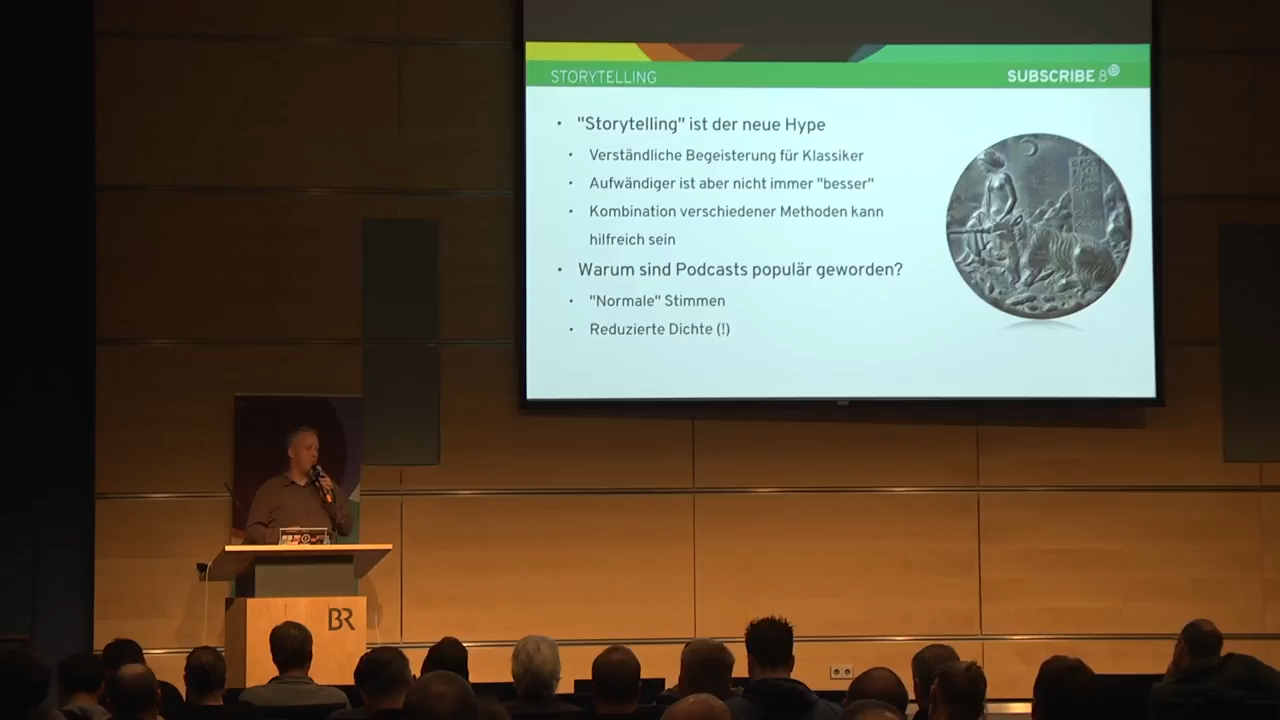 STORYTELLING
SUBSCRIBE 8
"Storytelling" ist der neue Hype
Verständliche Begeisterung für Klassiker
Aufwändiger ist aber nicht immer "besser"
Kombination verschiedener Methoden kann
hilfreich sein
Warum sind Podcasts populär geworden?
"Normale" Stimmen
Reduzierte Dichte (!)
BR